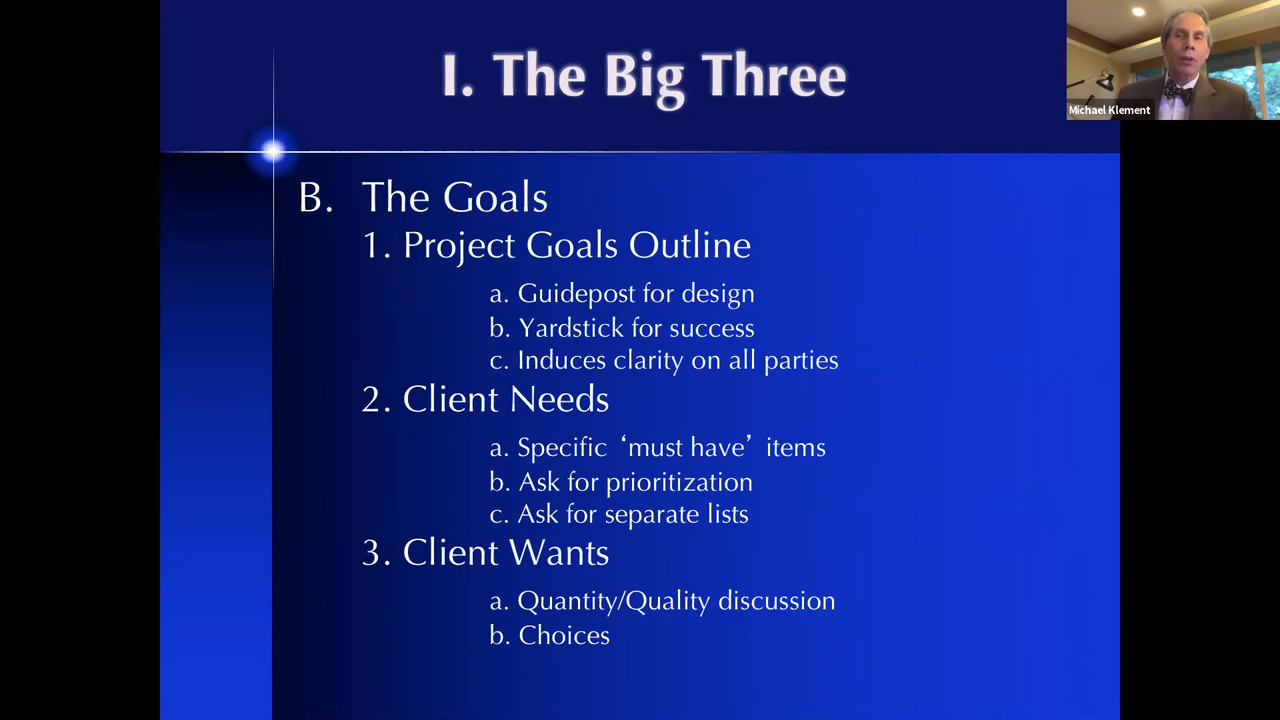 I. The Big Three
Michael Klement
B. The Goals
1. Project Goals Outline
a. Guidepost for design
b. Yardstick for success
c. Induces clarity on all parties
2. Client Needs
a. Specific ‘must have’ items
b. Ask for prioritization
c. Ask for separate lists
3. Client Wants
a. Quantity/Quality discussion
b. Choices